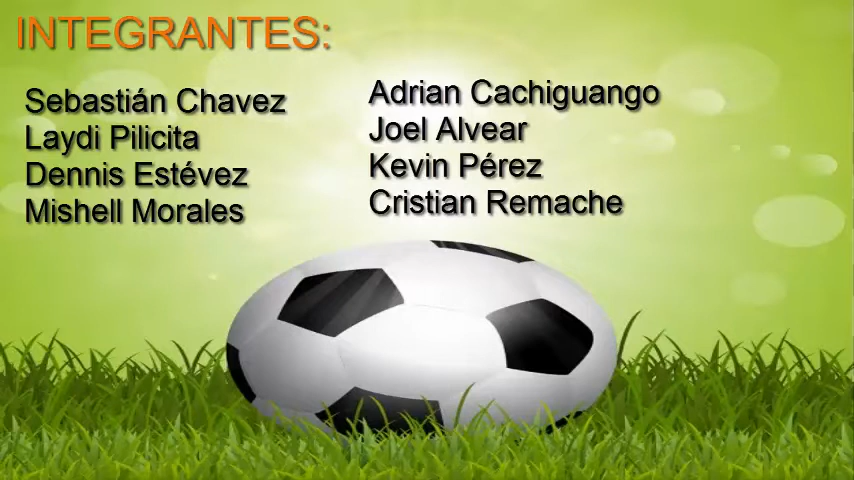 INTEGRANTES:
Sebastián Chavez
Laydi Pilicita
Dennis Estévez
Mishell Morales
Adrian Cachiguango
Joel Alvear
Kevin Pérez
Cristian Remache